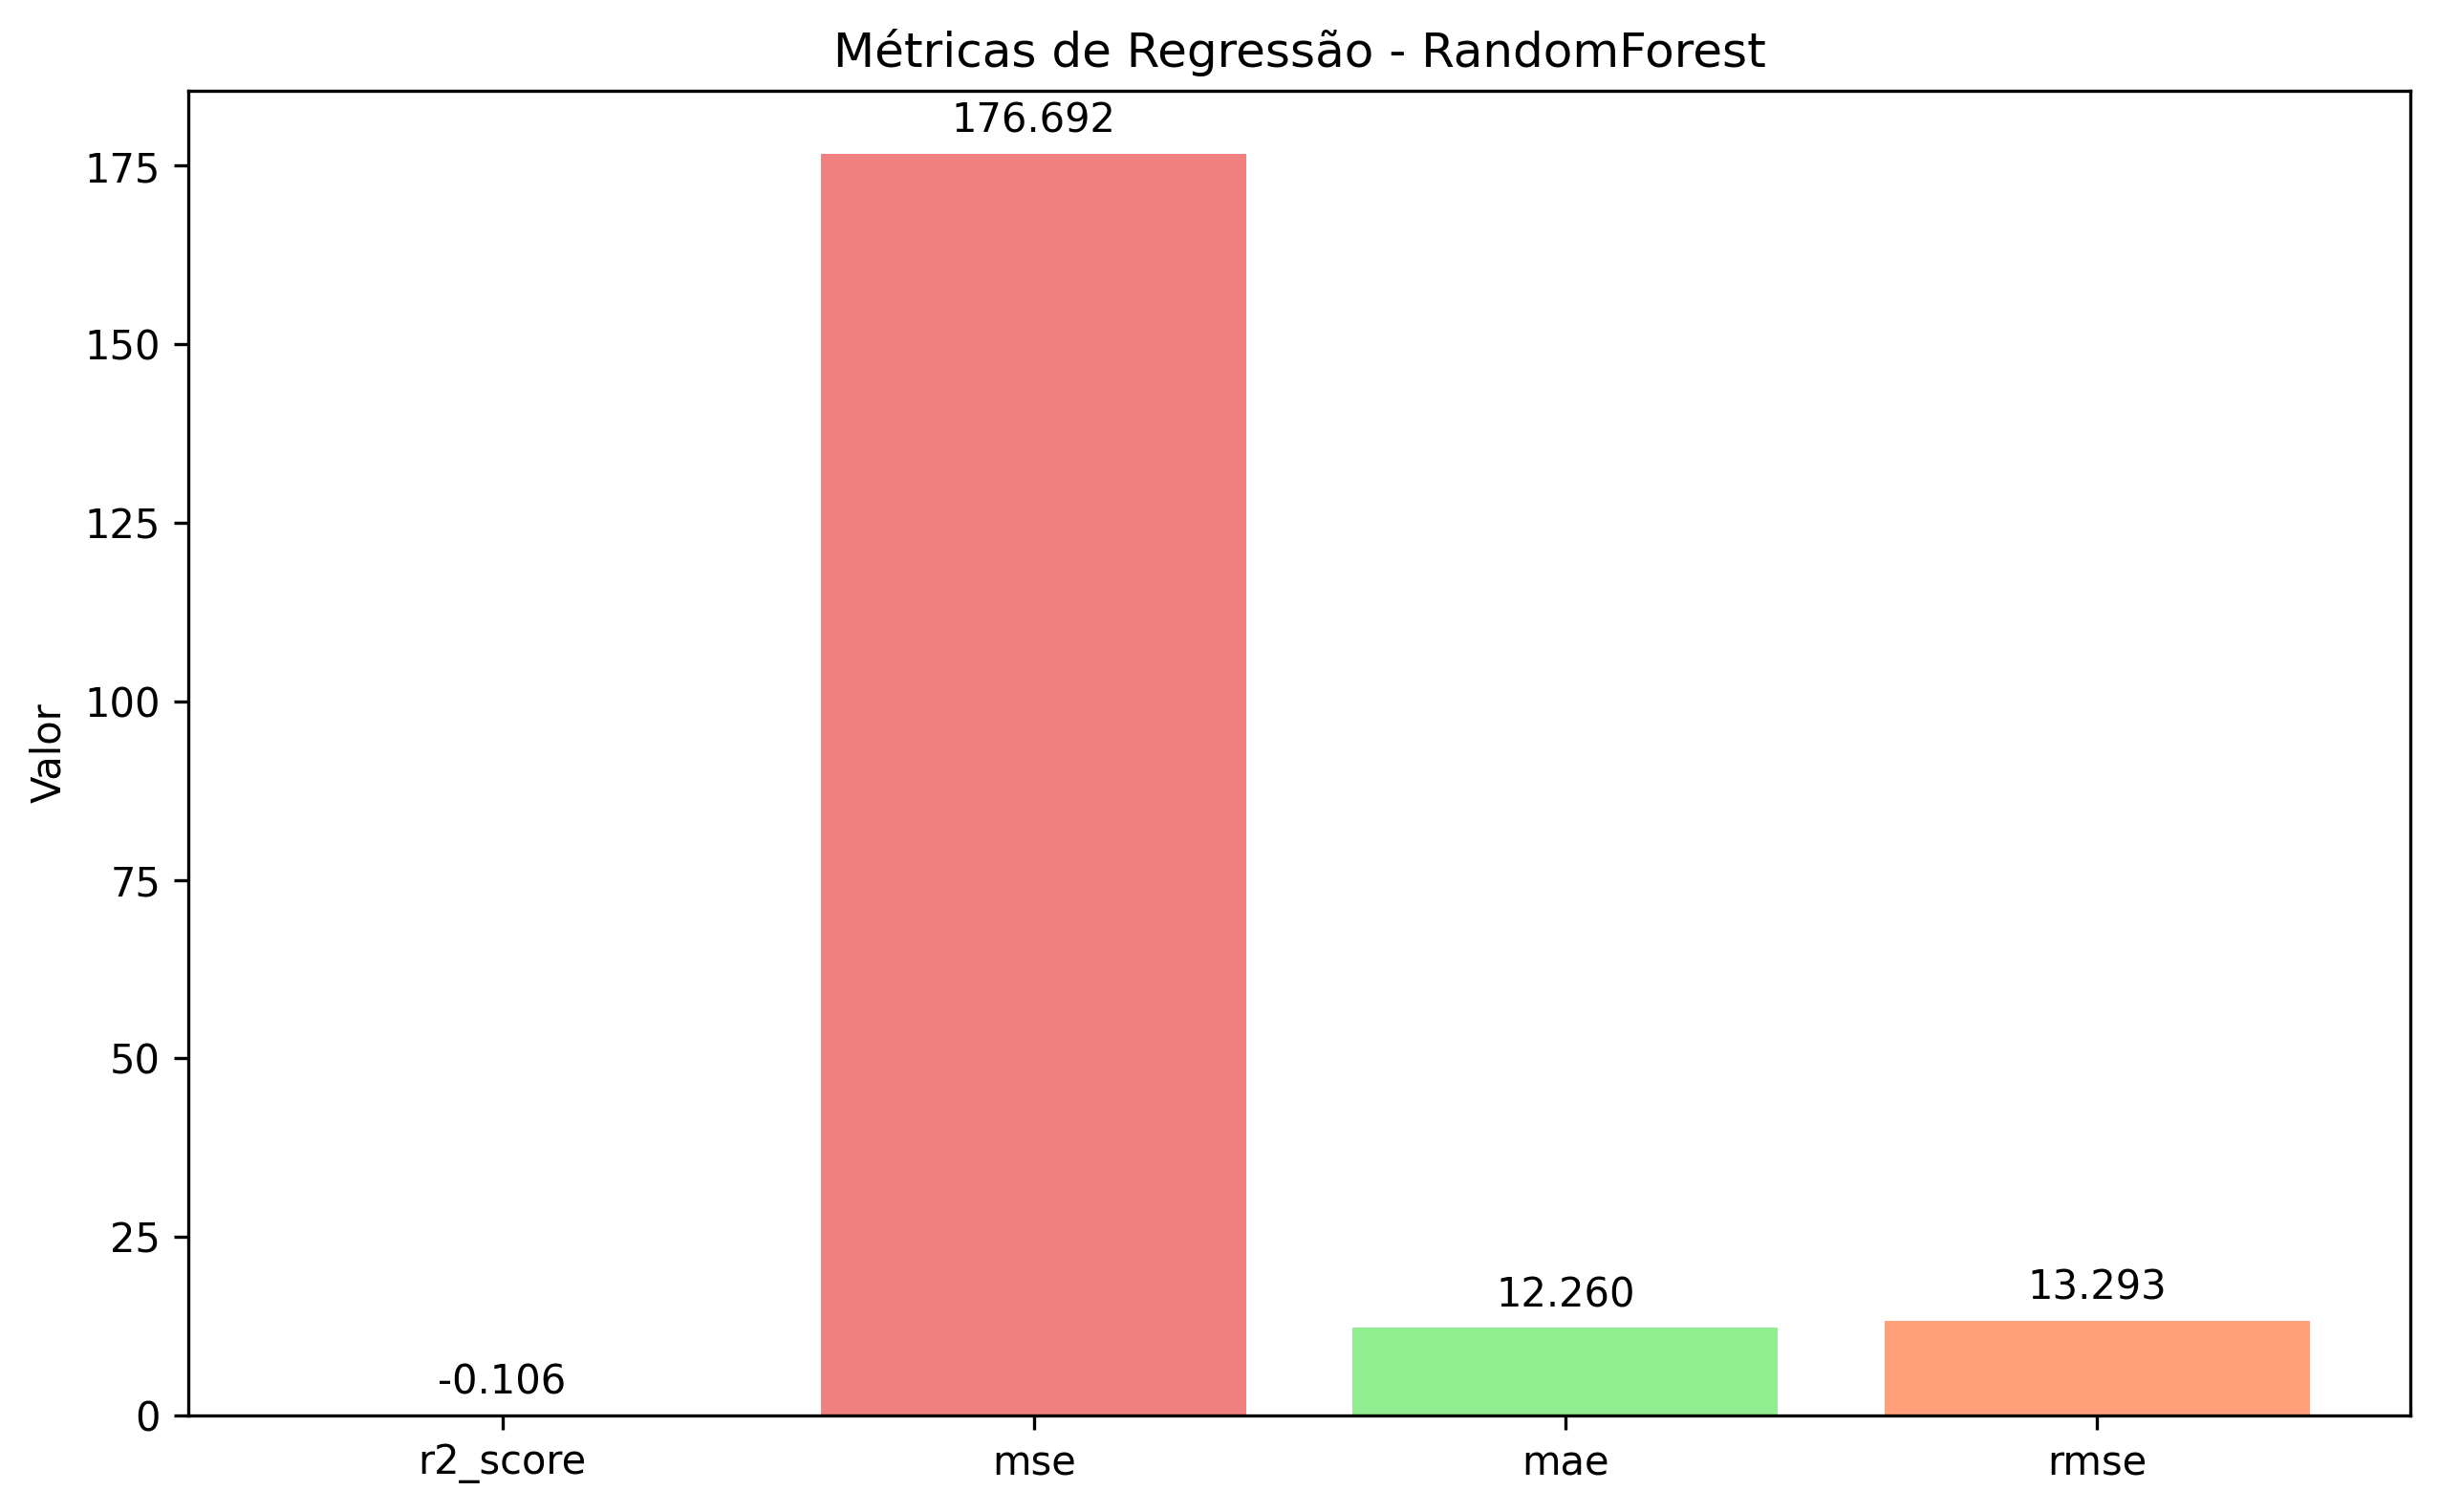 Métricas de Regressão - RandomForest
176.692
175
150
125
100
75
50
25
0
Valor
-0.106
12.260
13.293
r2_score
mse
mae
rmse